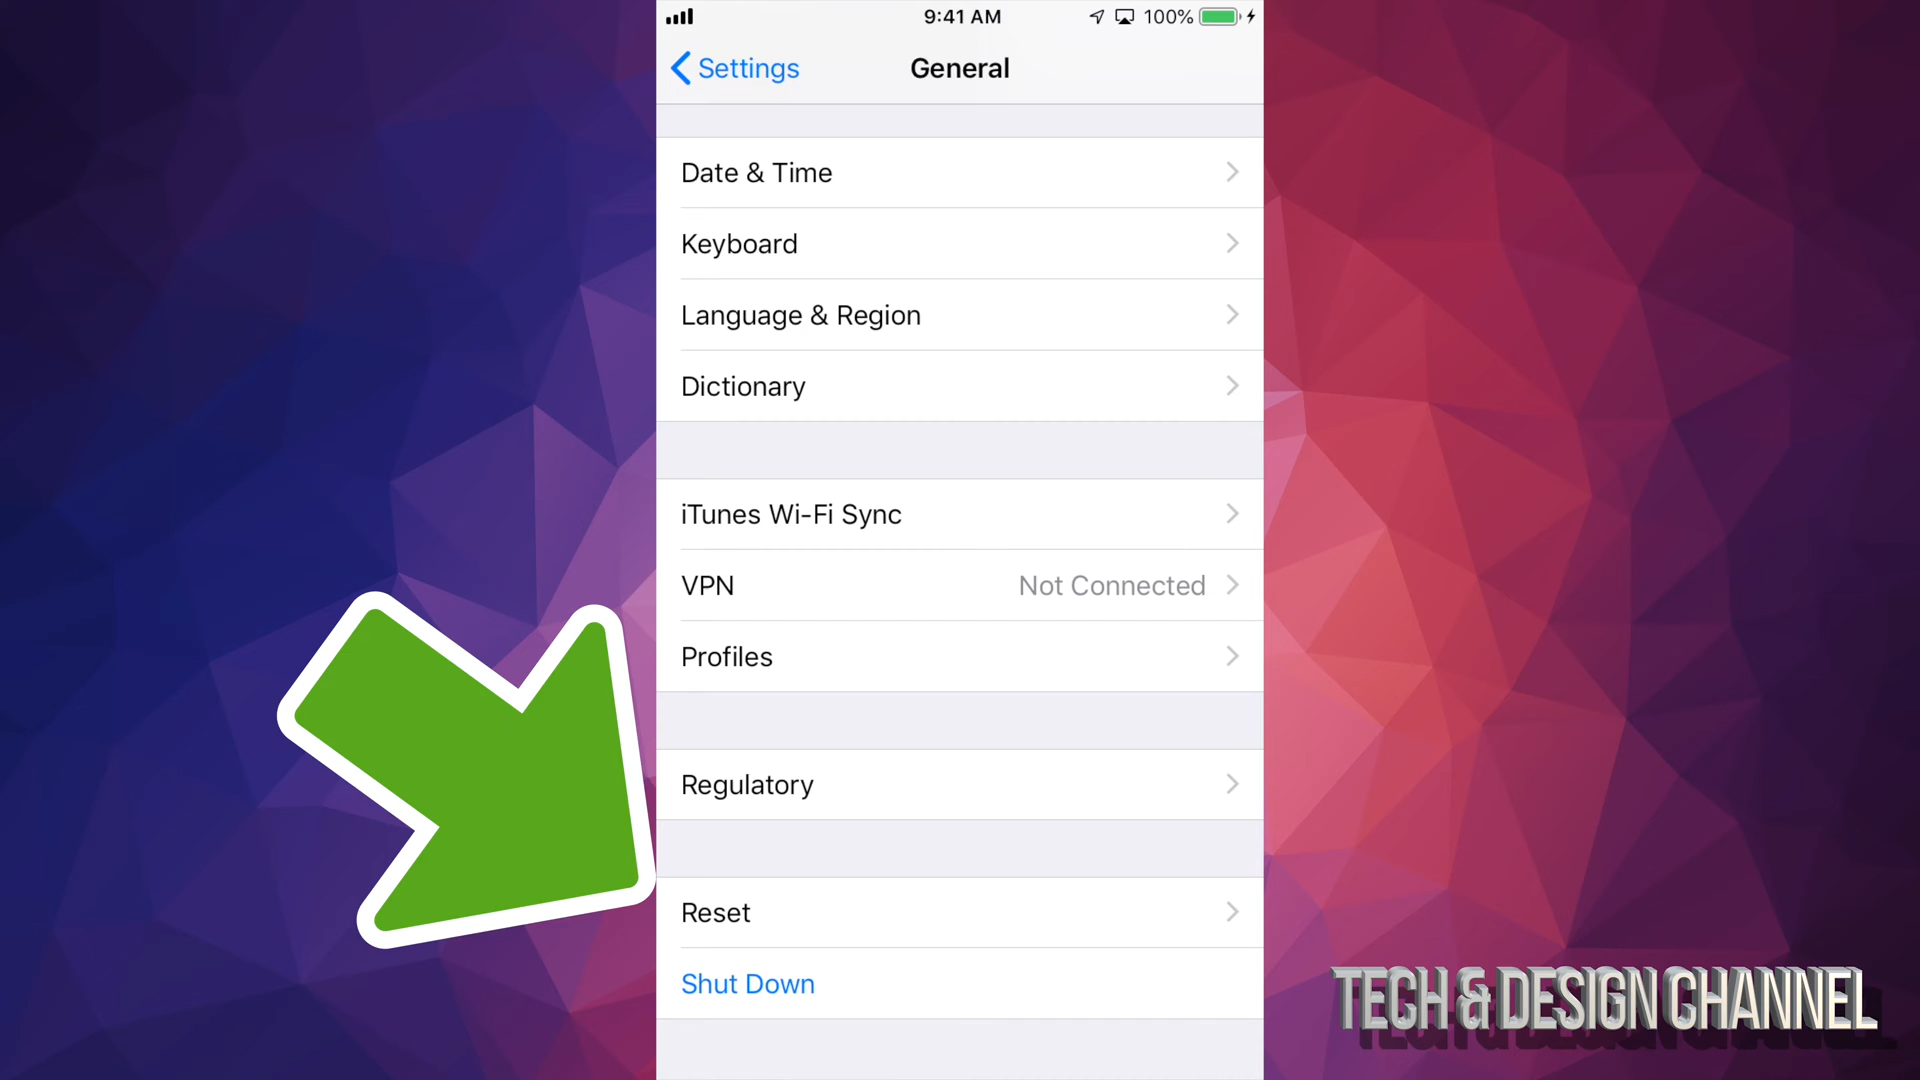 9:41 AM
100%
Settings
General
Date & Time
Keyboard
Language & Region
Dictionary
iTunes Wi-Fi Sync
VPN Not Connected
Profiles
Regulatory
Reset
Shut Down
TECH & DESIGN CHANNEL